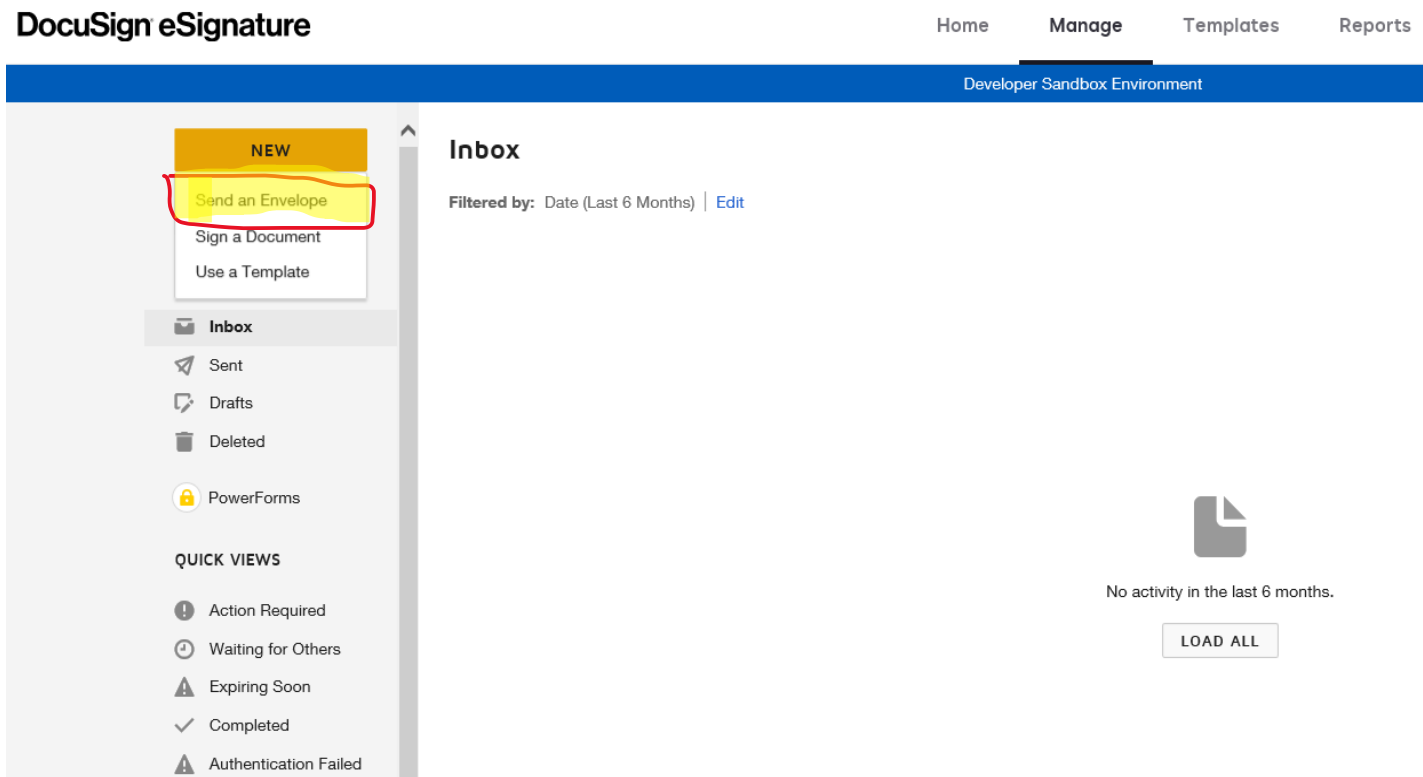 DocuSign eSignature
Home Manage Templates Reports
Developer Sandbox Environment
NEW
Send an Envelope
Sign a Document
Use a Template
Inbox
Sent
Drafts
Deleted
PowerForms
QUICK VIEWS
Action Required
Waiting for Others
Expiring Soon
Completed
Authentication Failed
Inbox
Filtered by: Date (Last 6 Months) | Edit
No activity in the last 6 months.
LOAD ALL